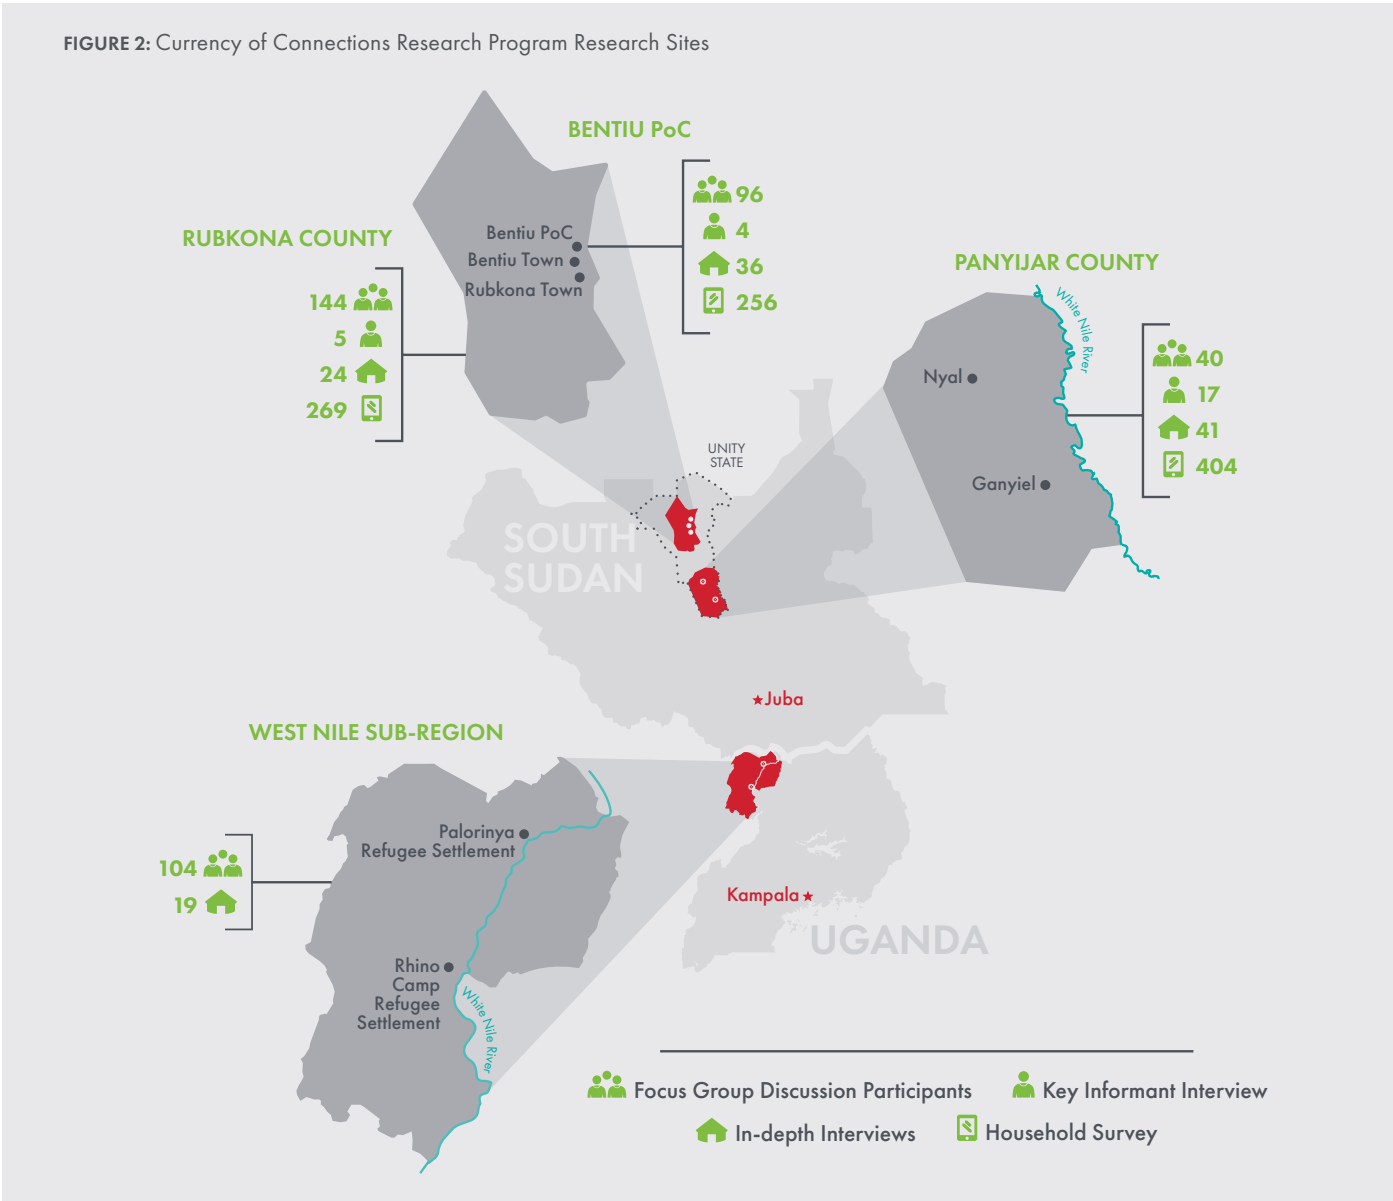 FIGURE 2: Currency of Connections Research Program Research Sites
BENTIU PoC
96
4
36
256
RUBKONA COUNTY
144
5
24
269
Bentiu PoC
Bentiu Town
Rubkona Town
PANYIJAR COUNTY
White Nile River
Nyal
Ganyiel
40
17
41
404
UNITY
STATE
SOUTH
SUDAN
Juba
WEST NILE SUB-REGION
104
19
Palorinya
Refugee Settlement
Rhino
Camp
Refugee
Settlement
White Nile River
Kampala
UGANDA
Focus Group Discussion Participants
Key Informant Interview
In-depth Interviews
Household Survey